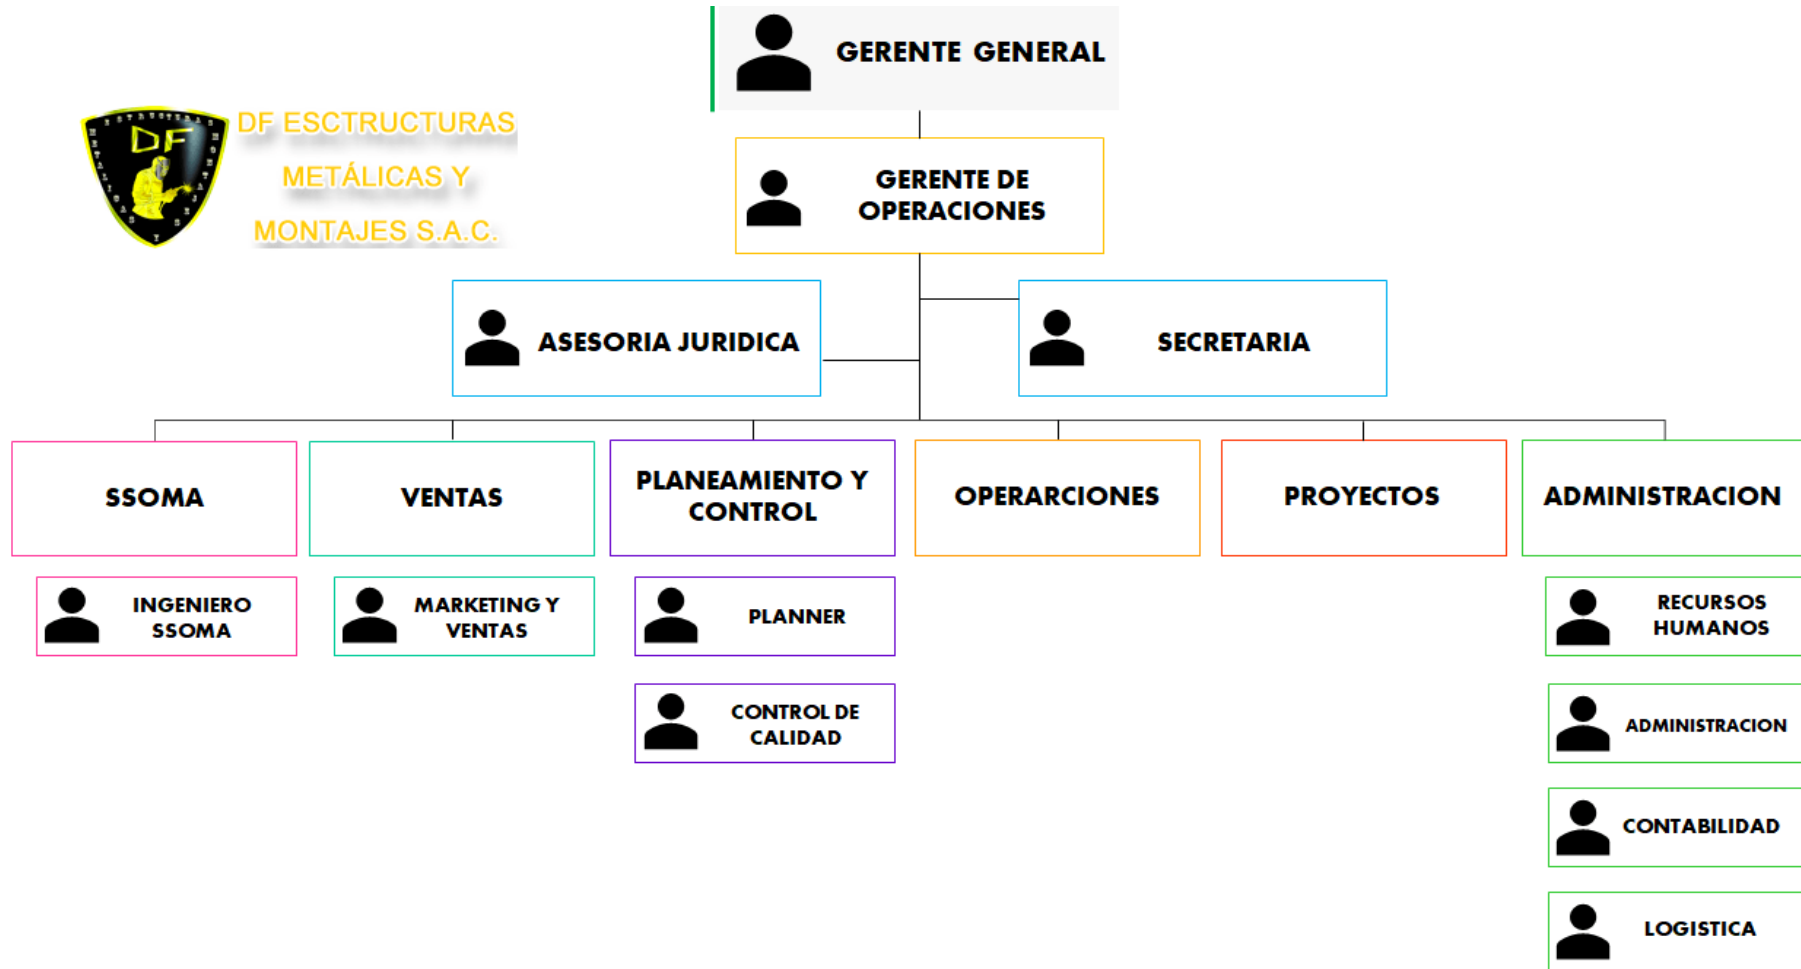 GERENTE GENERAL
DF ESCTRUCTURAS
METÁLICAS Y
MONTAJES S.A.C.
DF
GERENTE DE
OPERACIONES
ASESORIA JURIDICA
SECRETARIA
SSOMA
VENTAS
PLANEAMIENTO Y
CONTROL
OPERARCIONES
PROYECTOS
ADMINISTRACION
INGENIERO
SSOMA
MARKETING Y
VENTAS
PLANNER
RECURSOS
HUMANOS
CONTROL DE
CALIDAD
ADMINISTRACION
CONTABILIDAD
LOGISTICA